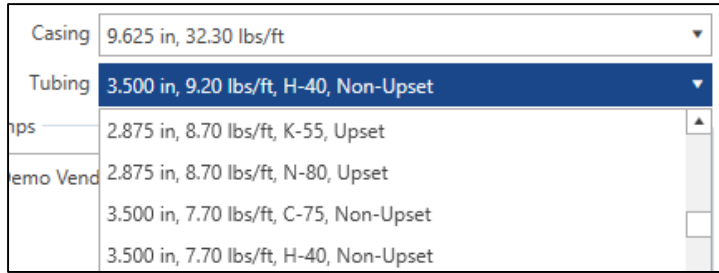 Casing 9.625 in, 32.30 lbs/ft
Tubing 3.500 in, 9.20 lbs/ft, H-40, Non-Upset
nps
2.875 in, 8.70 lbs/ft, K-55, Upset
emo Vend 2.875 in, 8.70 lbs/ft, N-80, Upset
3.500 in, 7.70 lbs/ft, C-75, Non-Upset
3.500 in, 7.70 lbs/ft, H-40, Non-Upset